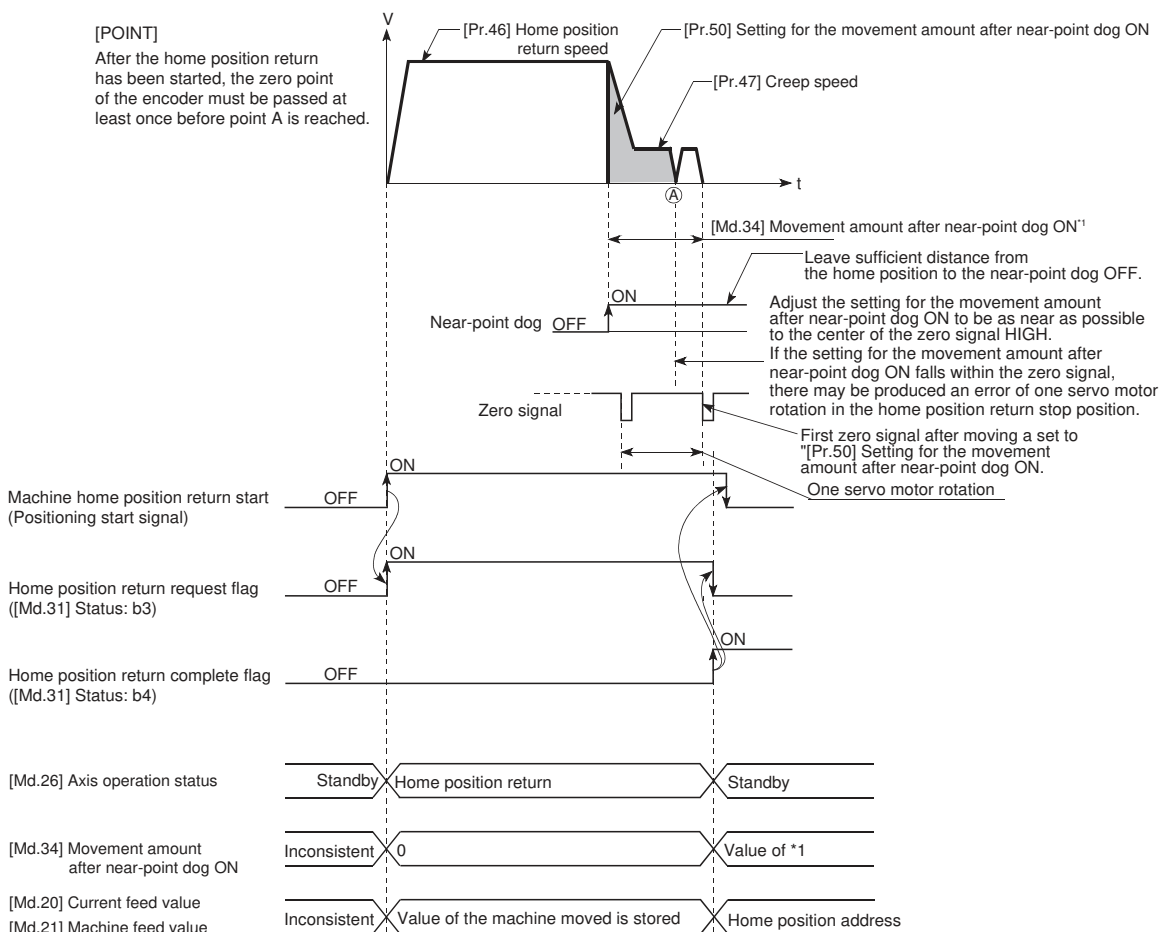 [POINT]
After the home position return
has been started, the zero point
of the encoder must be passed at
least once before point A is reached.
V
[Pr.46] Home position
return speed
[Pr.50] Setting for the movement amount after near-point dog ON
[Pr.47] Creep speed
t
A
[Md.34] Movement amount after near-point dog ON*1
Leave sufficient distance from
the home position to the near-point dog OFF.
ON
Near-point dog OFF
Adjust the setting for the movement amount
after near-point dog ON to be as near as possible
to the center of the zero signal HIGH.
If the setting for the movement amount after
near-point dog ON falls within the zero signal,
there may be produced an error of one servo motor
rotation in the home position return stop position.
Zero signal
First zero signal after moving a set to
"[Pr.50] Setting for the movement
amount after near-point dog ON.
One servo motor rotation
ON
Machine home position return start
(Positioning start signal)
OFF
ON
Home position return request flag
([Md.31] Status: b3)
OFF
ON
Home position return complete flag
([Md.31] Status: b4)
OFF
[Md.26] Axis operation status
Standby
Home position return
Standby
[Md.34] Movement amount
after near-point dog ON
Inconsistent
0
Value of *1
[Md.20] Current feed value
[Md.21] Machine feed value
Inconsistent
Value of the machine moved is stored
Home position address